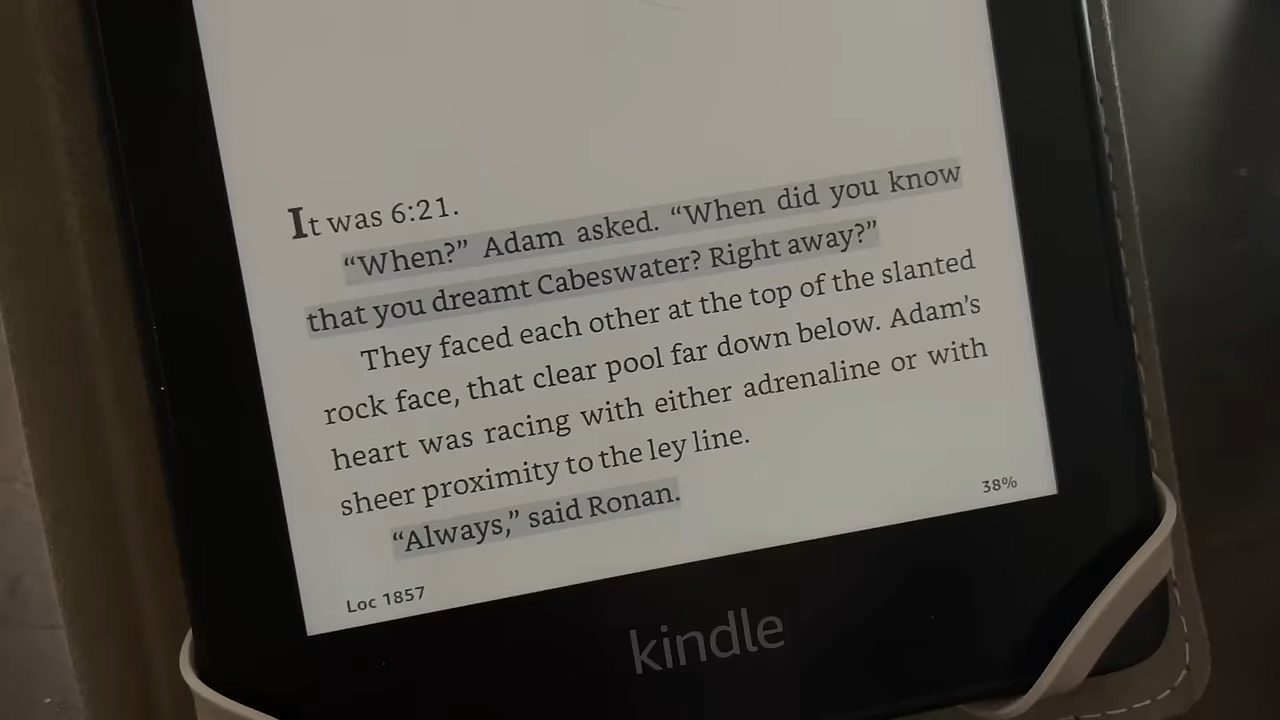 It was 6:21.
“When?” Adam asked. “When did you know
that you dreamt Cabeswater? Right away?”
They faced each other at the top of the slanted
rock face, that clear pool far down below. Adam’s
heart was racing with either adrenaline or with
sheer proximity to the ley line.
“Always,” said Ronan.
Loc 1857
38%
kindle